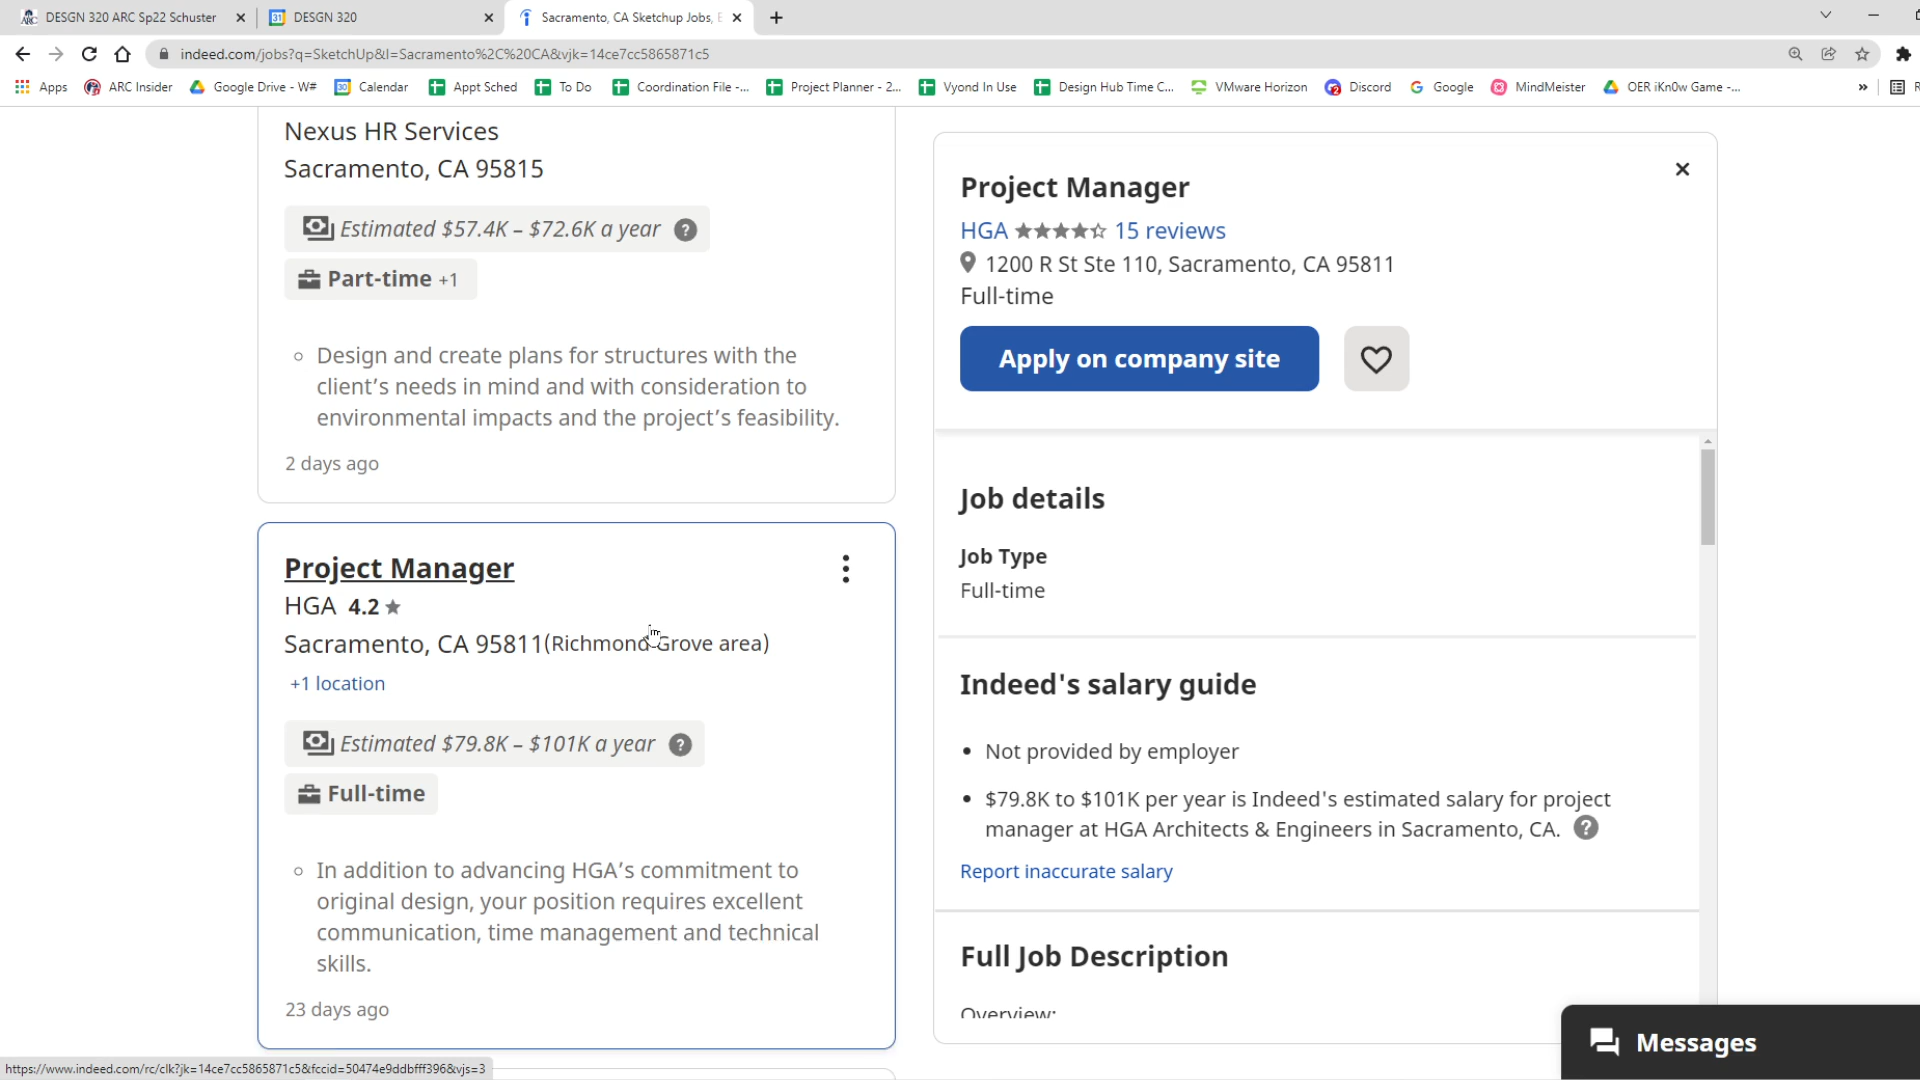 DESGN 320 ARC Sp22 Schuster
DESGN 320
Sacramento, CA Sketchup Jobs, E
indeed.com/jobs?q=SketchUp&l=Sacramento%2C%20CA&vjk=14ce7cc5865871c5
Apps
ARC Insider
Google Drive - W#
Calendar
Appt Sched
To Do
Coordination File -...
Project Planner - 2...
Vyond In Use
Design Hub Time C...
VMware Horizon
Discord
Google
MindMeister
OER iKn0w Game -...
»
Nexus HR Services
Sacramento, CA 95815
Estimated $57.4K – $72.6K a year ?
Part-time +1
Design and create plans for structures with the
client's needs in mind and with consideration to
environmental impacts and the project's feasibility.
2 days ago
Project Manager
HGA 4.2
Sacramento, CA 95811(Richmond Grove area)
+1 location
Estimated $79.8K – $101K a year ?
Full-time
In addition to advancing HGA's commitment to
original design, your position requires excellent
communication, time management and technical
skills.
23 days ago
Project Manager
HGA 15 reviews
1200 R St Ste 110, Sacramento, CA 95811
Full-time
Apply on company site
Job details
Job Type
Full-time
Indeed's salary guide
Not provided by employer
$79.8K to $101K per year is Indeed's estimated salary for project
manager at HGA Architects & Engineers in Sacramento, CA. ?
Report inaccurate salary
Full Job Description
Overview:
Messages
https://www.indeed.com/rc/clk?jk=14ce7cc5865871c5&fccid=50474e9ddbfff396&vjs=3